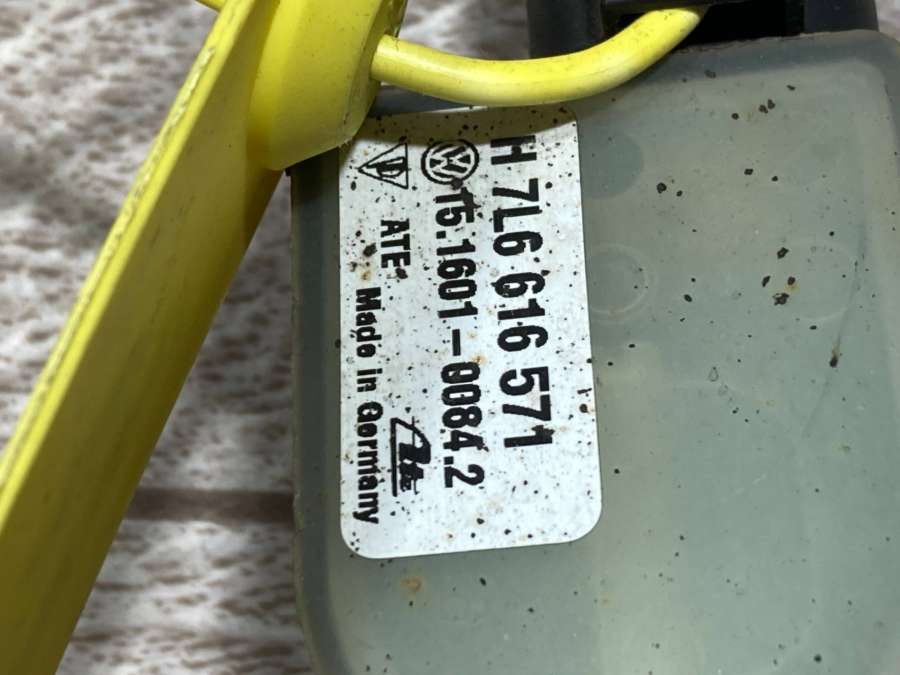 H 7L6 616 571
15.1601-0084.2
ATE
Made in Germany